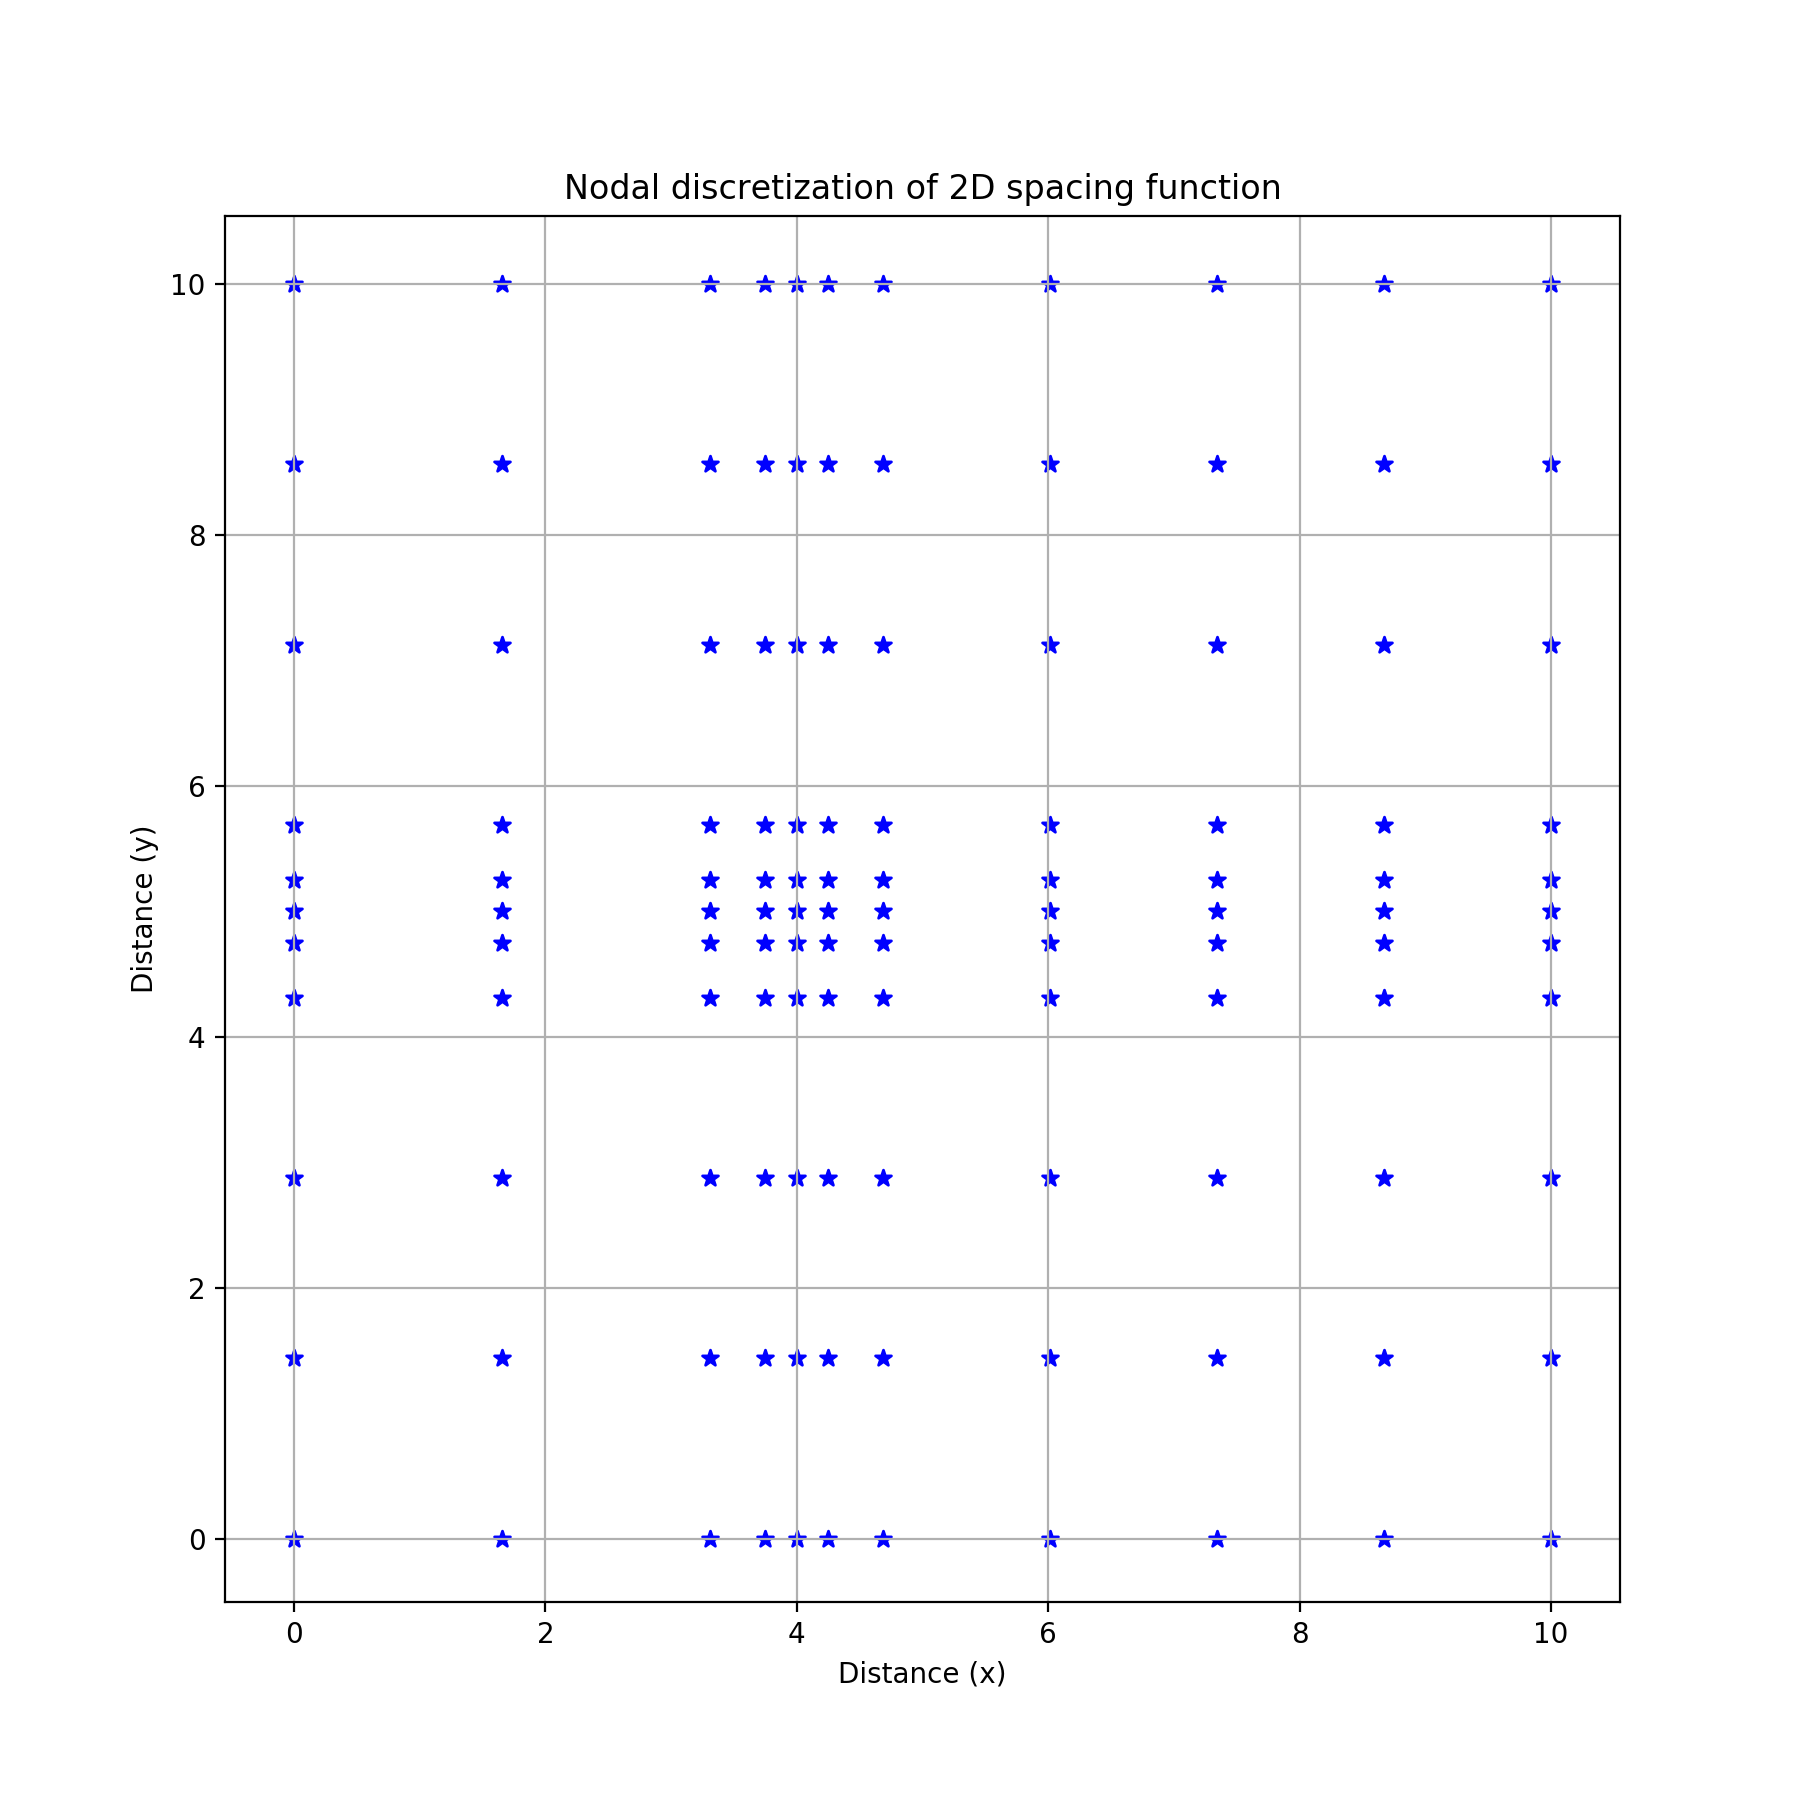 Nodal discretization of 2D spacing function
10
8
6
4
2
0
Distance (y)
0 2 4 6 8 10
Distance (x)